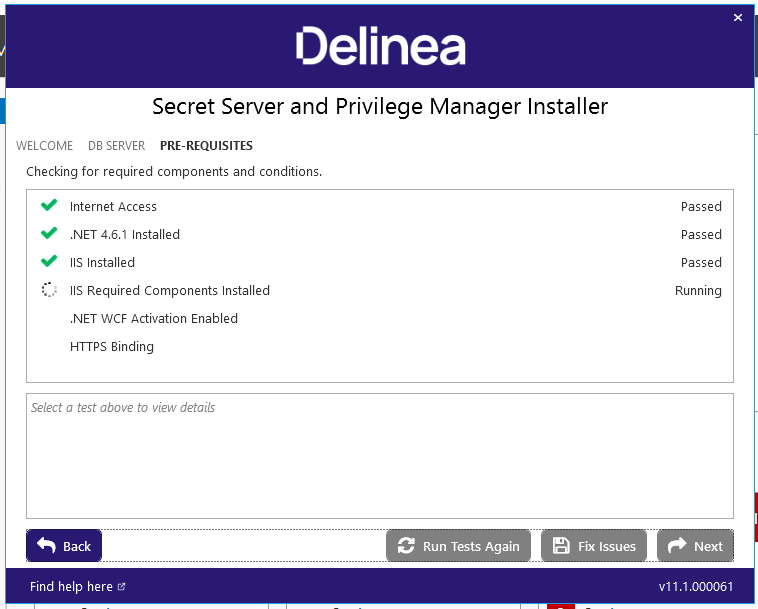 Delinea
Secret Server and Privilege Manager Installer
WELCOME DB SERVER PRE-REQUISITES
Checking for required components and conditions.
Internet Access Passed
.NET 4.6.1 Installed Passed
IIS Installed Passed
IIS Required Components Installed Running
.NET WCF Activation Enabled
HTTPS Binding
Select a test above to view details
Back Run Tests Again Fix Issues Next
Find help here v11.1.000061